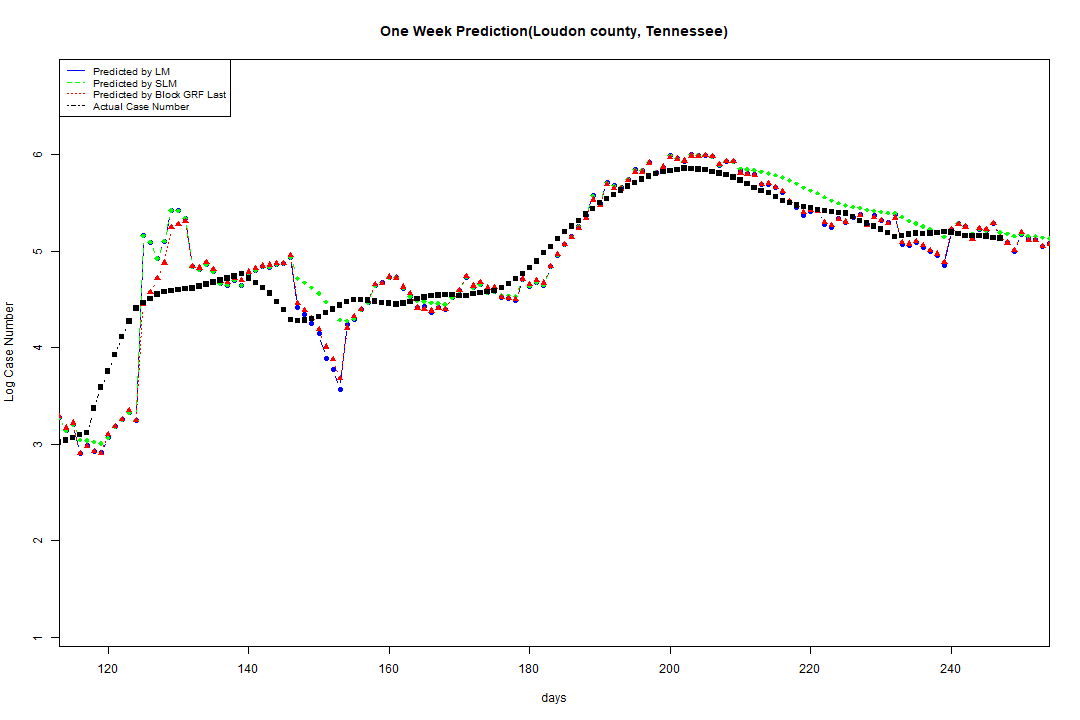 One Week Prediction(Loudon county, Tennessee)
Predicted by LM
Predicted by SLM
Predicted by Block GRF Last
Actual Case Number
6
5
4
3
2
1
Log Case Number
120 140 160 180 200 220 240
days